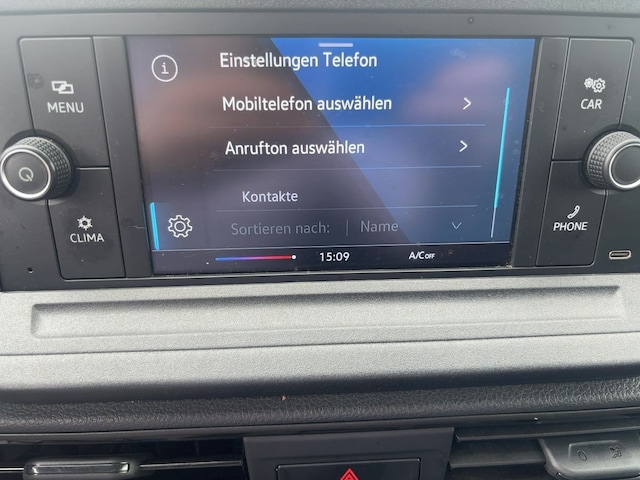 Einstellungen Telefon
MENU
Mobiltelefon auswählen
CAR
Anrufton auswählen
Kontakte
CLIMA
Sortieren nach: Name
PHONE
15:09 A/C OFF